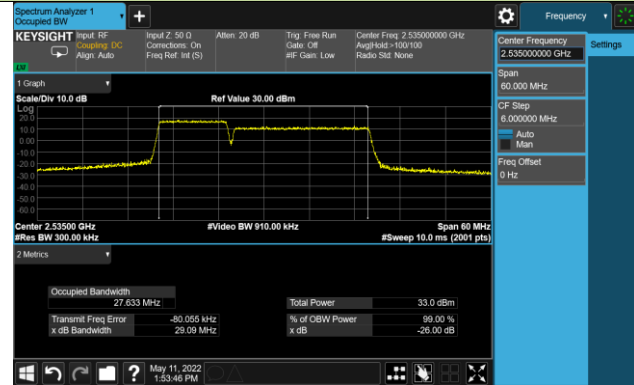 Spectrum Analyzer 1
Occupied BW
+
Frequency
KEYSIGHT
Input: RF
Coupling: DC
Align: Auto
Input Z: 50 Ω
Corrections: On
Freq Ref: Int (S)
Atten: 20 dB
Trig: Free Run
Gate: Off
#IF Gain: Low
Center Freq: 2.535000000 GHz
Avg|Hold:>100/100
Radio Std: None
Center Frequency
2.535000000 GHz
Settings
Span
60.000 MHz
CF Step
6.000000 MHz
Auto
Man
Freq Offset
0 Hz
1 Graph
Scale/Div 10.0 dB
Ref Value 30.00 dBm
Log
20.0
10.0
0.00
-10.0
-20.0
-30.0
-40.0
-50.0
-60.0
Center 2.53500 GHz
#Video BW 910.00 kHz
Span 60 MHz
#Res BW 300.00 kHz
#Sweep 10.0 ms (2001 pts)
2 Metrics
Occupied Bandwidth
27.633 MHz
Total Power
33.0 dBm
Transmit Freq Error
-80.055 kHz
% of OBW Power
99.00 %
x dB Bandwidth
29.09 MHz
x dB
-26.00 dB
?
May 11, 2022
1:53:46 PM